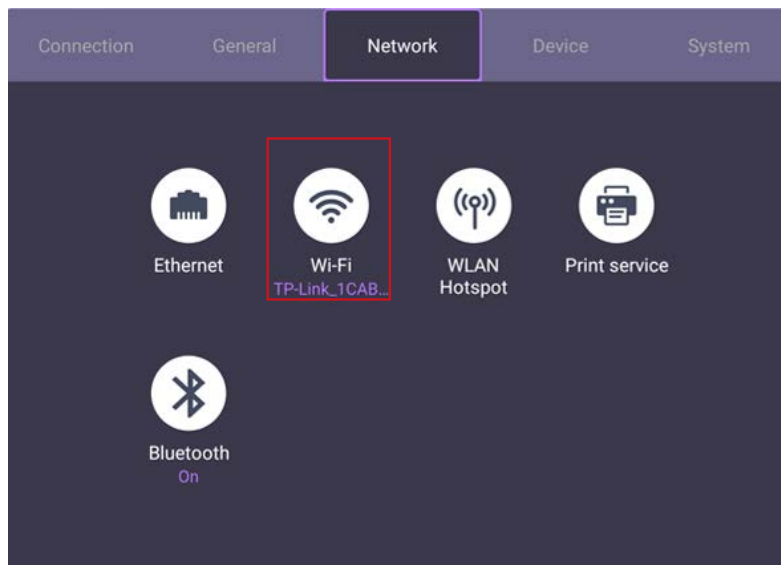 Connection General Network Device System
Ethernet Wi-Fi WLAN Print service
TP-Link_1CAB... Hotspot
Bluetooth
On